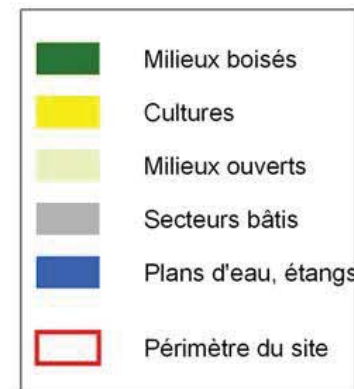 Milieux boisés
Cultures
Milieux ouverts
Secteurs bâtis
Plans d'eau, étangs
Périmètre du site